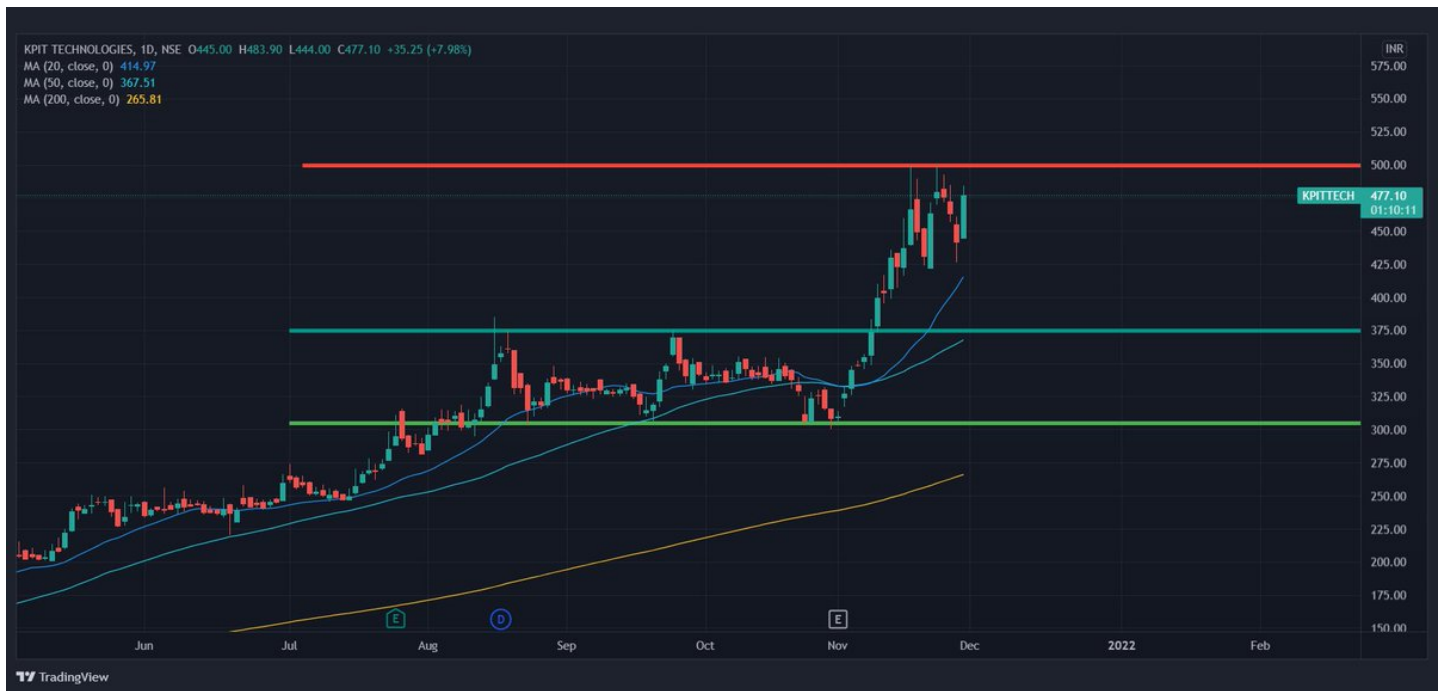 KPIT TECHNOLOGIES, 1D, NSE O445.00 H483.90 L444.00 C477.10 +35.25 (+7.98%)
MA (20, close, 0) 414.97
MA (50, close, 0) 367.51
MA (200, close, 0) 265.81
INR
575.00
550.00
525.00
500.00
KPITTECH 477.10
01:10:11
450.00
425.00
400.00
375.00
350.00
325.00
300.00
275.00
250.00
225.00
200.00
175.00
150.00
E D E
Jun Jul Aug Sep Oct Nov Dec 2022 Feb
TradingView